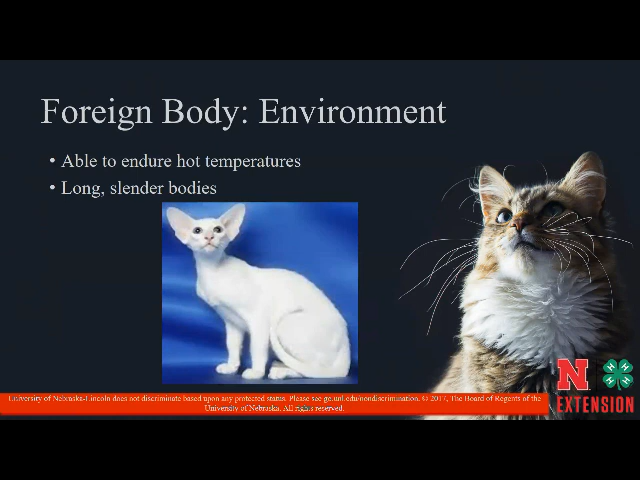 Foreign Body: Environment
• Able to endure hot temperatures
• Long, slender bodies
N
EXTENSION
University of Nebraska-Lincoln does not discriminate based upon any protected status. Please see go.unl.edu/nondiscrimination. © 2017, The Board of Regents of the
University of Nebraska. All rights reserved.